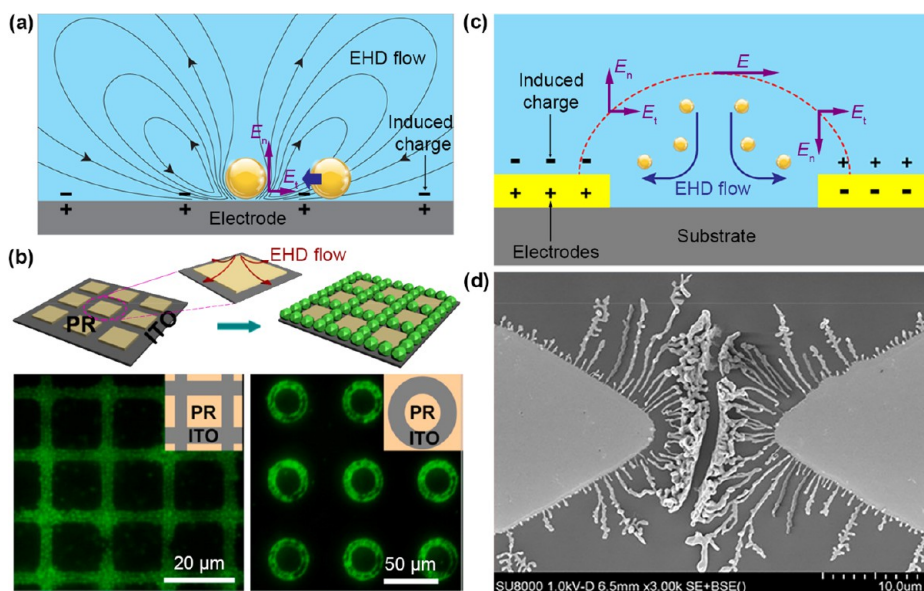 (a)
EHD flow
Induced
charge
Eₙ
Eₜ
− − − −
+ + + +
Electrode
(b)
EHD flow
PR
ITO
PR
ITO
20 µm
PR
ITO
50 µm
(c)
E
Eₙ
Induced
charge
Eₜ
Eₜ
Eₙ
- - -
+ + +
EHD flow
+ + +
- - -
Electrodes
Substrate
(d)
SU8000 1.0kV-D 6.5mm x3.00k SE+BSE()
10.0um